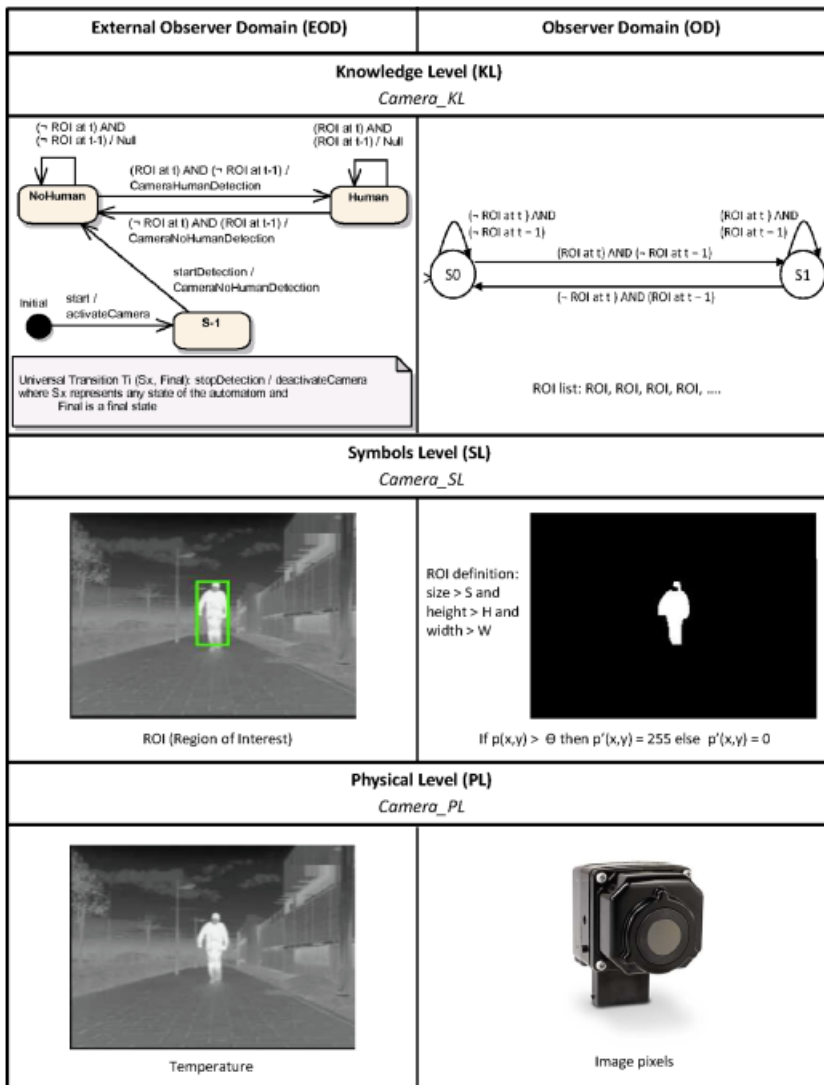 External Observer Domain (EOD)
Observer Domain (OD)
Knowledge Level (KL)
Camera_KL
(¬ ROI at t) AND
(¬ ROI at t-1) / Null
(ROI at t) AND
(ROI at t-1) / Null
(ROI at t) AND (¬ ROI at t-1) /
CameraHumanDetection
NoHuman
Human
(¬ ROI at t) AND (ROI at t-1) /
CameraNoHumanDetection
startDetection /
CameraNoHumanDetection
Initial
start /
activateCamera
S-1
Universal Transition Ti (Sx, Final): stopDetection / deactivateCamera
where Sx represents any state of the automatom and
Final is a final state
(¬ ROI at t ) AND
(¬ ROI at t – 1)
(ROI at t ) AND
(ROI at t – 1)
(ROI at t) AND (¬ ROI at t – 1)
S0
S1
(¬ ROI at t ) AND (ROI at t – 1)
ROI list: ROI, ROI, ROI, ROI, ....
Symbols Level (SL)
Camera_SL
ROI (Region of Interest)
ROI definition:
size > S and
height > H and
width > W
If p(x,y) > Θ then p'(x,y) = 255 else p'(x,y) = 0
Physical Level (PL)
Camera_PL
Temperature
Image pixels